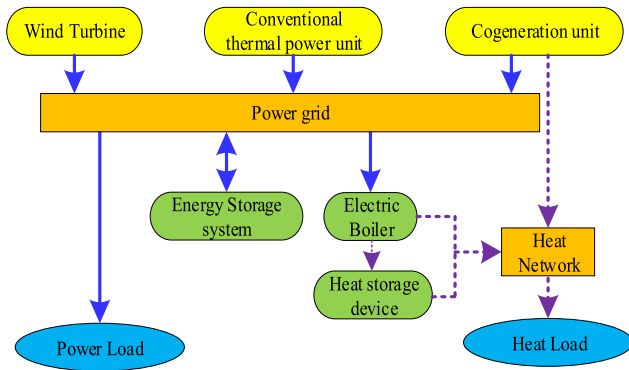 Wind Turbine
Conventional
thermal power unit
Cogeneration unit
Power grid
Energy Storage
system
Electric
Boiler
Heat
Network
Heat storage
device
Power Load
Heat Load